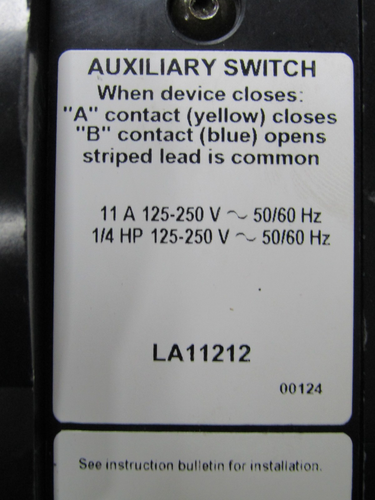 AUXILIARY SWITCH
When device closes:
"A" contact (yellow) closes
"B" contact (blue) opens
striped lead is common
11 A 125-250 V ~ 50/60 Hz
1/4 HP 125-250 V ~ 50/60 Hz
LA11212
00124
See instruction bulletin for installation.